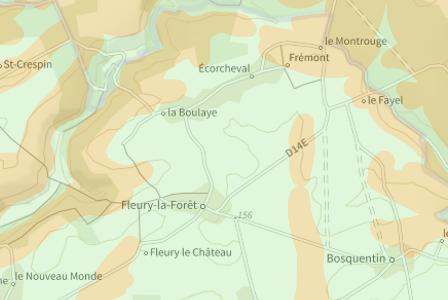 le Montrouge
Frémont
St-Crespin
Écorcheval
le Fayel
la Boulaye
D14E
Fleury-la-Forêt
156
Fleury le Château
Bosquentin
le Nouveau Monde